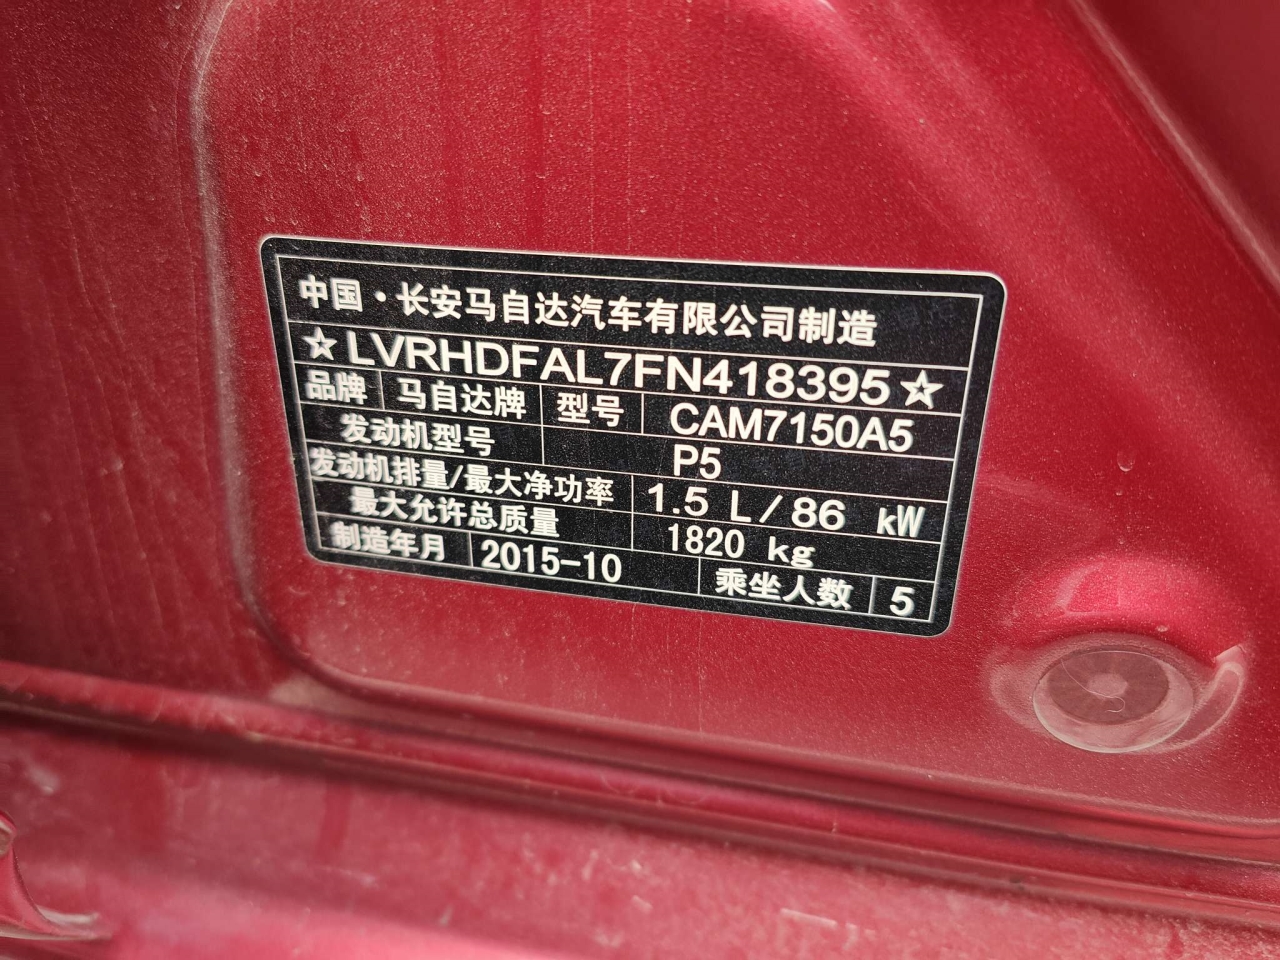 中国·长安马自达汽车有限公司制造
☆LVRHDFAL7FN418395☆
品牌 马自达牌 型号 CAM7150A5
发动机型号 P5
发动机排量/最大净功率 1.5 L/86 kW
最大允许总质量 1820 kg
制造年月 2015-10 乘坐人数 5